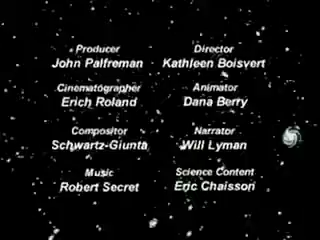 Producer
John Palfreman
Director
Kathleen Boisvert
Cinematographer
Erich Roland
Animator
Dana Berry
Compositor
Schwartz-Giunta
Narrator
Will Lyman
Music
Robert Secret
Science Content
Eric Chaisson